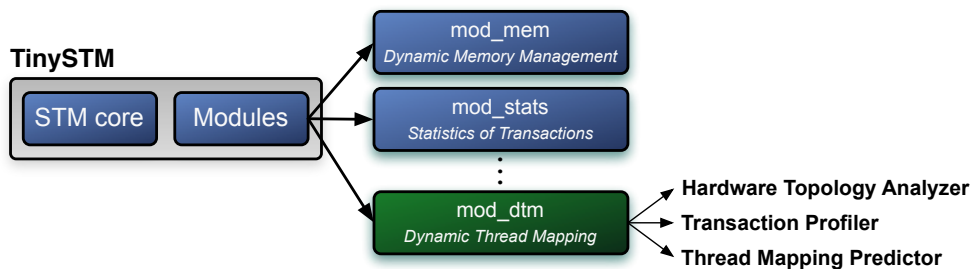 TinySTM
STM core
Modules
mod_mem
Dynamic Memory Management
mod_stats
Statistics of Transactions
mod_dtm
Dynamic Thread Mapping
Hardware Topology Analyzer
Transaction Profiler
Thread Mapping Predictor